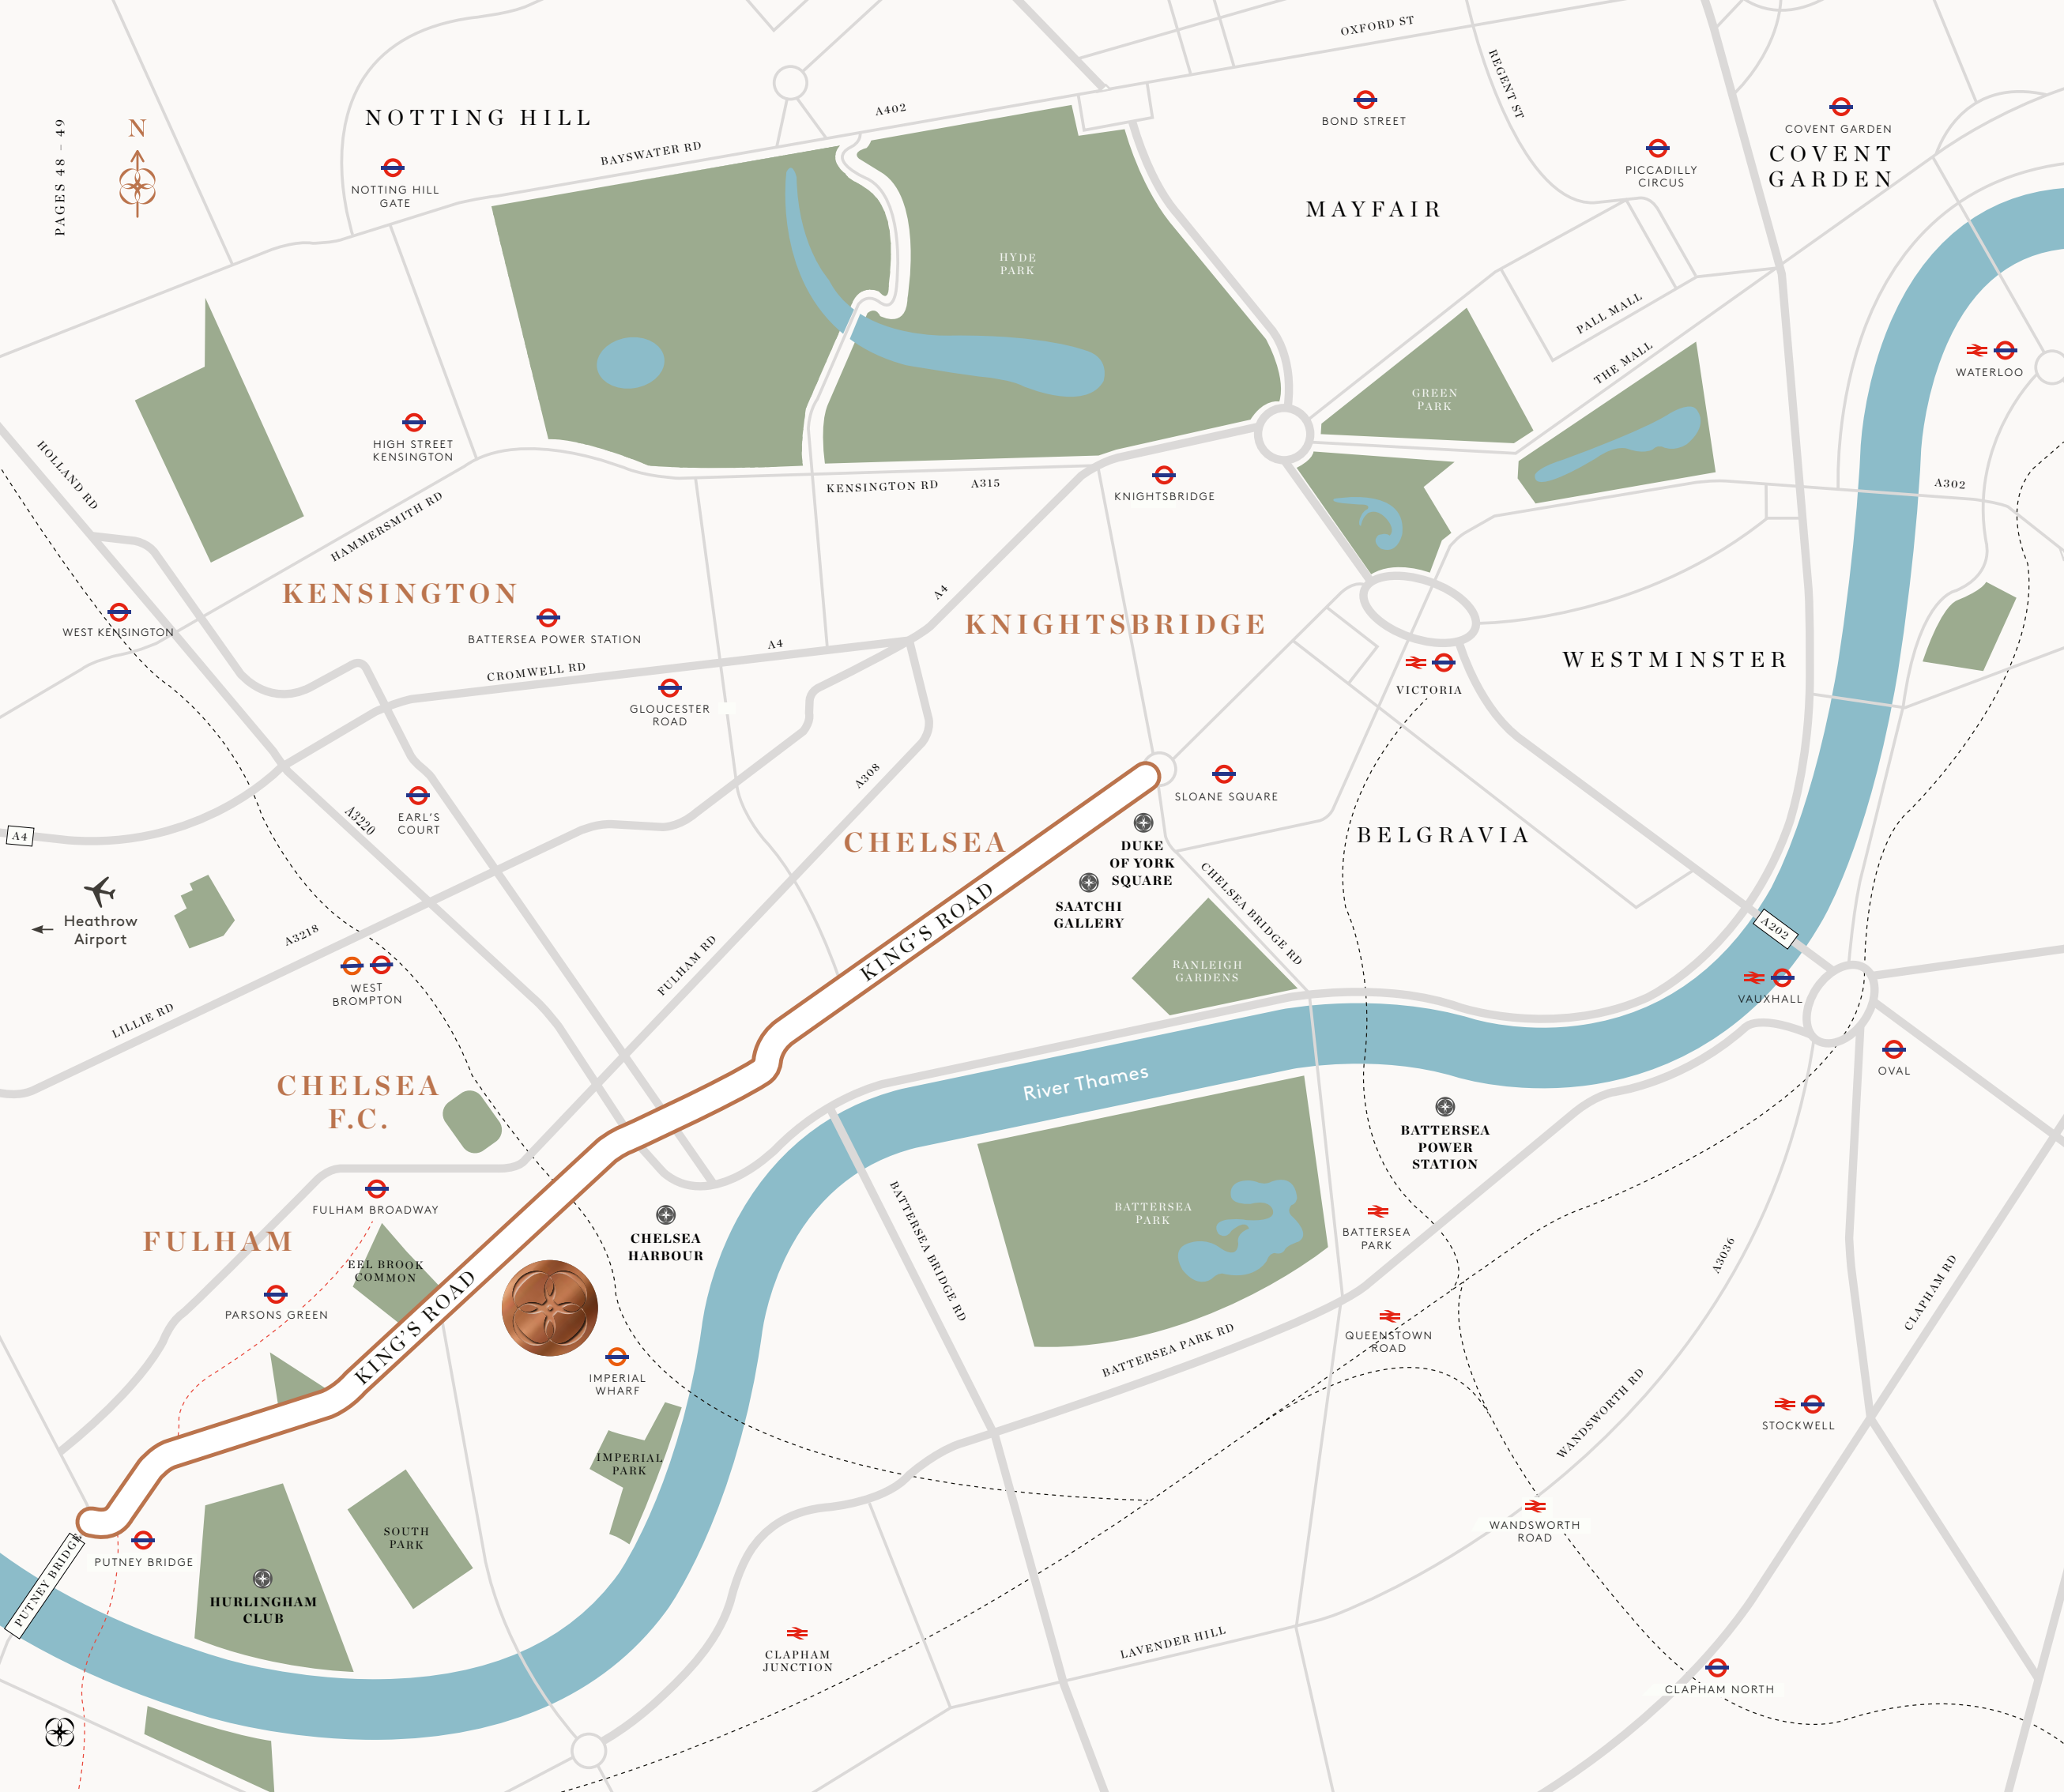 OXFORD ST
REGENT ST
BOND STREET
COVENT GARDEN
COVENT
GARDEN
PICCADILLY
CIRCUS
MAYFAIR
NOTTING HILL
A402
BAYSWATER RD
NOTTING HILL
GATE
N
PAGES 48 – 49
HYDE
PARK
PALL MALL
THE MALL
GREEN
PARK
WATERLOO
A302
HOLLAND RD
HIGH STREET
KENSINGTON
HAMMERSMITH RD
KENSINGTON RD
A315
KNIGHTSBRIDGE
KENSINGTON
A4
KNIGHTSBRIDGE
WEST KENSINGTON
BATTERSEA POWER STATION
A4
CROMWELL RD
GLOUCESTER
ROAD
WESTMINSTER
VICTORIA
A308
SLOANE SQUARE
EARL'S
COURT
A3220
A4
CHELSEA
BELGRAVIA
DUKE
OF YORK
SQUARE
SAATCHI
GALLERY
CHELSEA BRIDGE RD
KING'S ROAD
Heathrow
Airport
A3218
FULHAM RD
A202
WEST
BROMPTON
RANLEIGH
GARDENS
VAUXHALL
LILLIE RD
OVAL
CHELSEA
F.C.
River Thames
BATTERSEA
POWER
STATION
FULHAM BROADWAY
FULHAM
CHELSEA
HARBOUR
BATTERSEA BRIDGE RD
BATTERSEA
PARK
BATTERSEA
PARK
A3036
CLAPHAM RD
EEL BROOK
COMMON
PARSONS GREEN
KING'S ROAD
BATTERSEA PARK RD
QUEENSTOWN
ROAD
IMPERIAL
WHARF
WANDSWORTH RD
STOCKWELL
IMPERIAL
PARK
WANDSWORTH
ROAD
SOUTH
PARK
PUTNEY BRIDGE
PUTNEY BRIDGE
HURLINGHAM
CLUB
CLAPHAM
JUNCTION
LAVENDER HILL
CLAPHAM NORTH